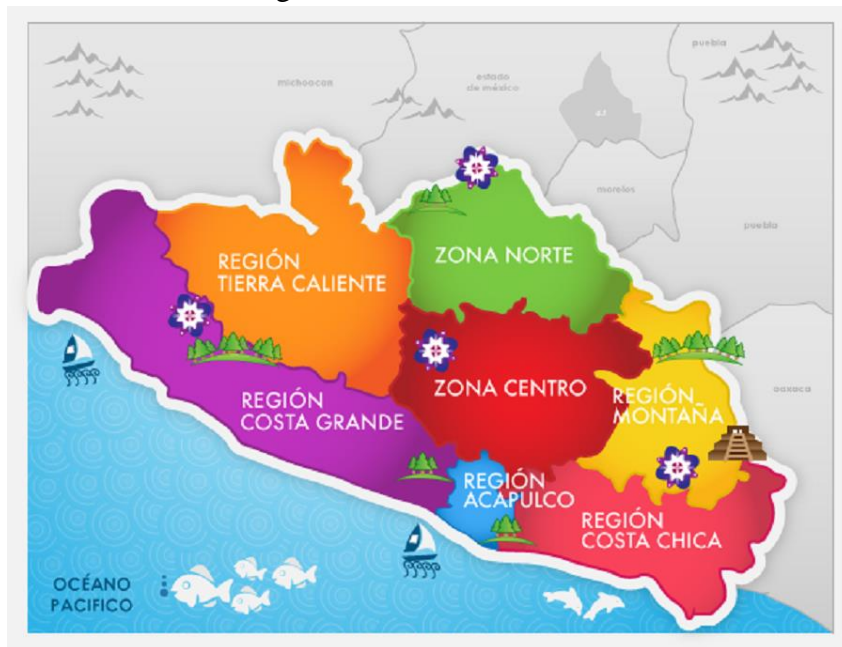 michoacan
estado
de méxico
puebla
morelos
puebla
oaxaca
REGIÓN
TIERRA CALIENTE
ZONA NORTE
ZONA CENTRO
REGIÓN
MONTAÑA
REGIÓN
COSTA GRANDE
REGIÓN
ACAPULCO
REGIÓN
COSTA CHICA
OCÉANO
PACIFICO